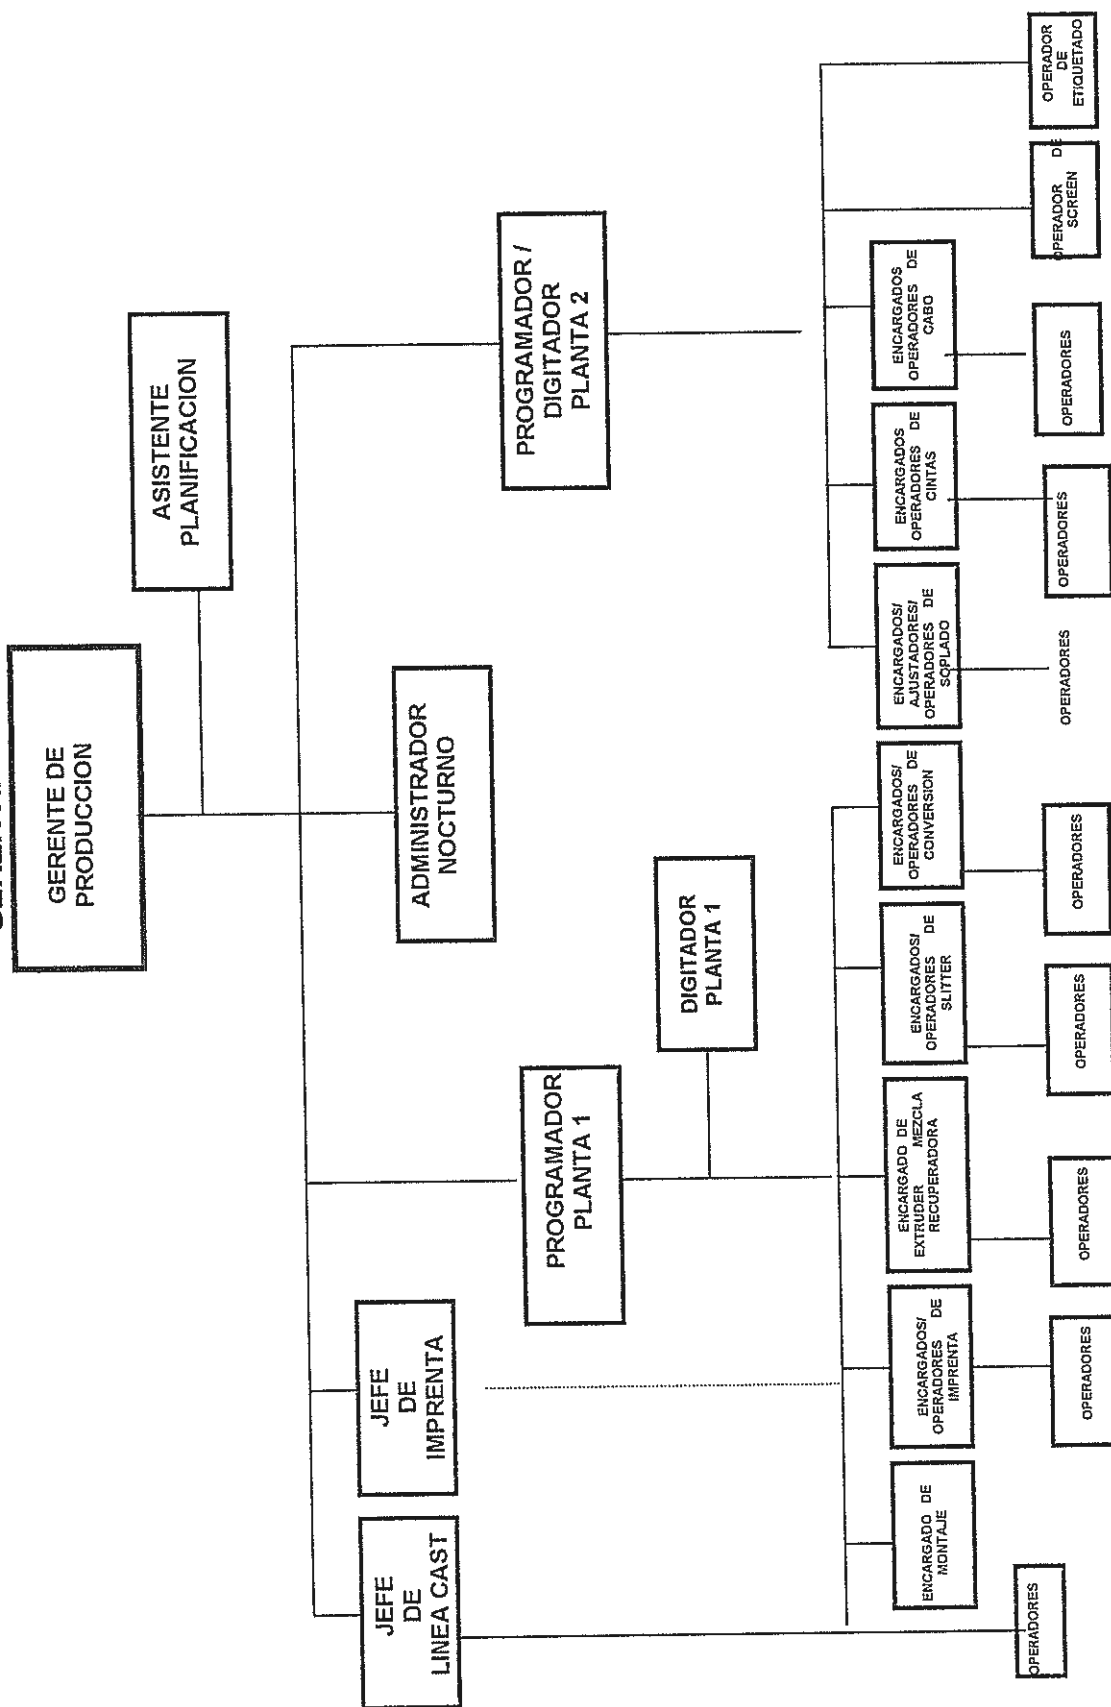 GERENTE DE
PRODUCCION
ASISTENTE
PLANIFICACION
JEFE
DE
LINEA CAST
JEFE
DE
IMPRENTA
ADMINISTRADOR
NOCTURNO
PROGRAMADOR
PLANTA 1
PROGRAMADOR /
DIGITADOR
PLANTA 2
DIGITADOR
PLANTA 1
ENCARGADO DE
MONTAJE
ENCARGADOS/
OPERADORES DE
IMPRENTA
ENCARGADO DE
EXTRUDER MEZCLA
RECUPERADORA
ENCARGADOS/
OPERADORES DE
SLITTER
ENCARGADOS/
OPERADORES DE
CONVERSION
ENCARGADOS/
AJUSTADORES/
OPERADORES DE
SOPLADO
ENCARGADOS
OPERADORES DE
CINTAS
ENCARGADOS
OPERADORES DE
CABO
OPERADORES
OPERADORES
OPERADORES
OPERADORES
OPERADORES
OPERADORES
OPERADORES
OPERADORES
OPERADOR DE
SCREEN
OPERADOR
DE
ETIQUETADO